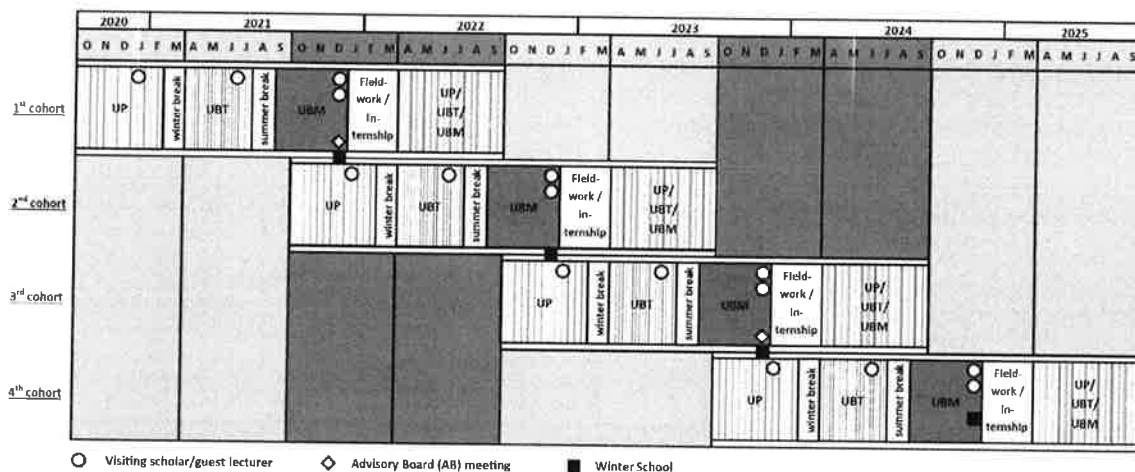 2020 2021 2022 2023 2024 2025
O N D J F M A M J J A S O N D J F M A M J J A S O N D J F M A M J J A S O N D J F M A M J J A S O N D J F M A M J J A S
1st cohort
UP
winter break
UBT
summer break
UBM
Field-
work /
In-
ternship
UP/
UBT/
UBM
2nd cohort
UP
winter break
UBT
summer break
UBM
Field-
work /
In-
ternship
UP/
UBT/
UBM
3rd cohort
UP
winter break
UBT
summer break
UBM
Field-
work /
In-
ternship
UP/
UBT/
UBM
4th cohort
UP
winter break
UBT
summer break
UBM
Field-
work /
In-
ternship
UP/
UBT/
UBM
Visiting scholar/guest lecturer
Advisory Board (AB) meeting
Winter School